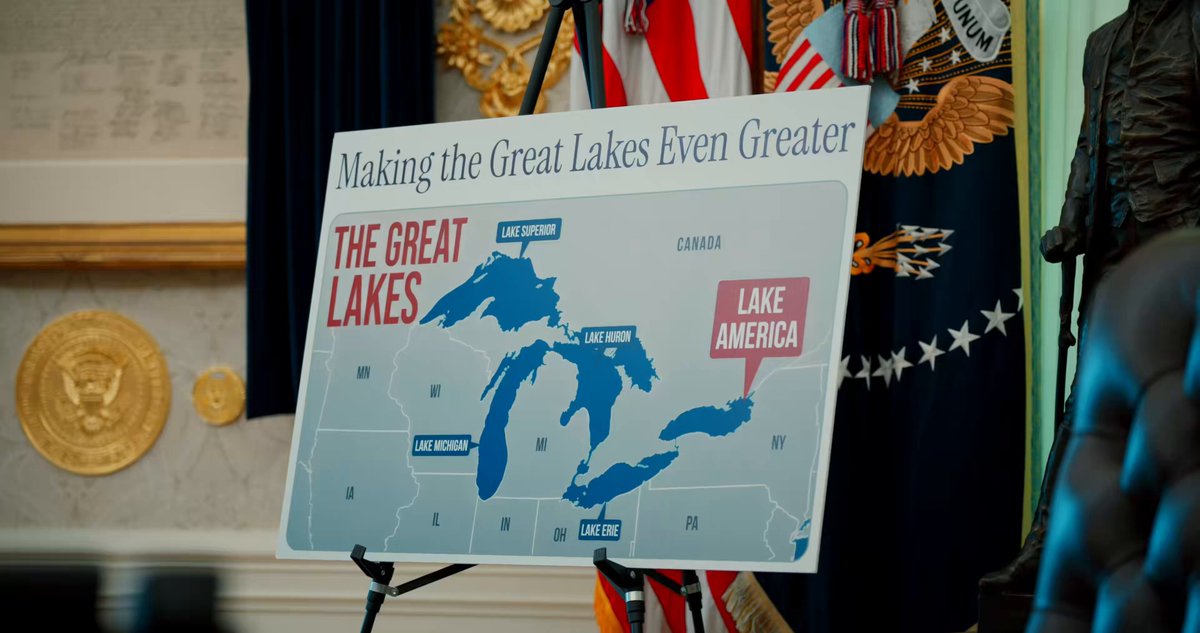 UNUM
Making the Great Lakes Even Greater
THE GREAT
LAKES
LAKE SUPERIOR
CANADA
LAKE
AMERICA
LAKE HURON
MN
WI
LAKE MICHIGAN
MI
NY
IA
IL
IN
OH
LAKE ERIE
PA